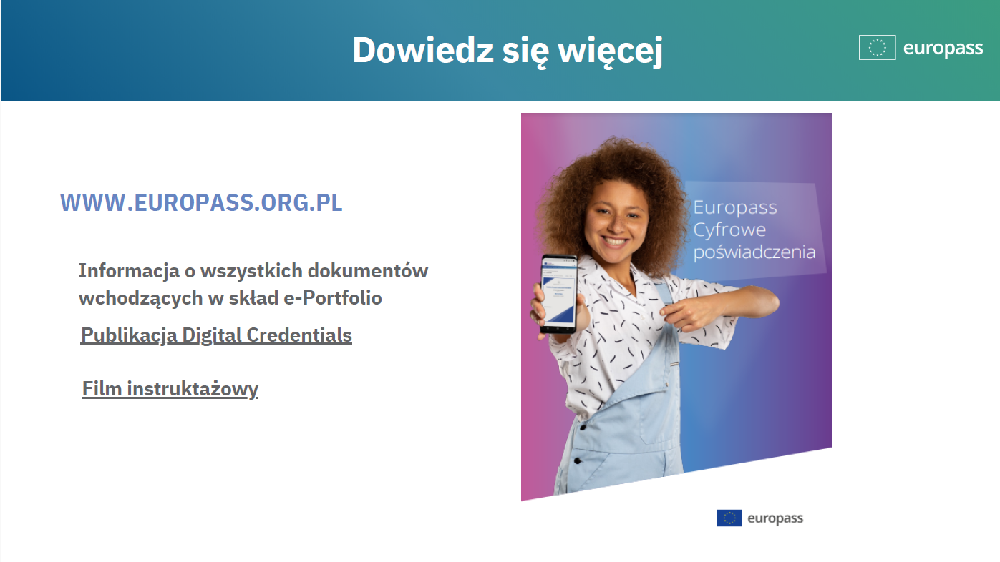 Dowiedz się więcej
europass
WWW.EUROPASS.ORG.PL
Informacja o wszystkich dokumentów
wchodzących w skład e-Portfolio
Publikacja Digital Credentials
Film instruktażowy
Europass
Cyfrowe
poświadczenia
europass